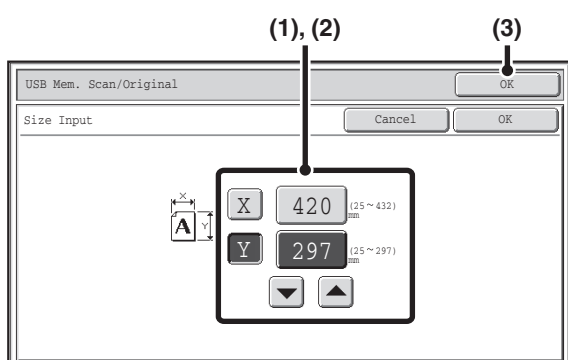 (1), (2)
(3)
USB Mem. Scan/Original
OK
Size Input
Cancel
OK
X
A
Y
X
420
(25~432)
mm
Y
297
(25~297)
mm